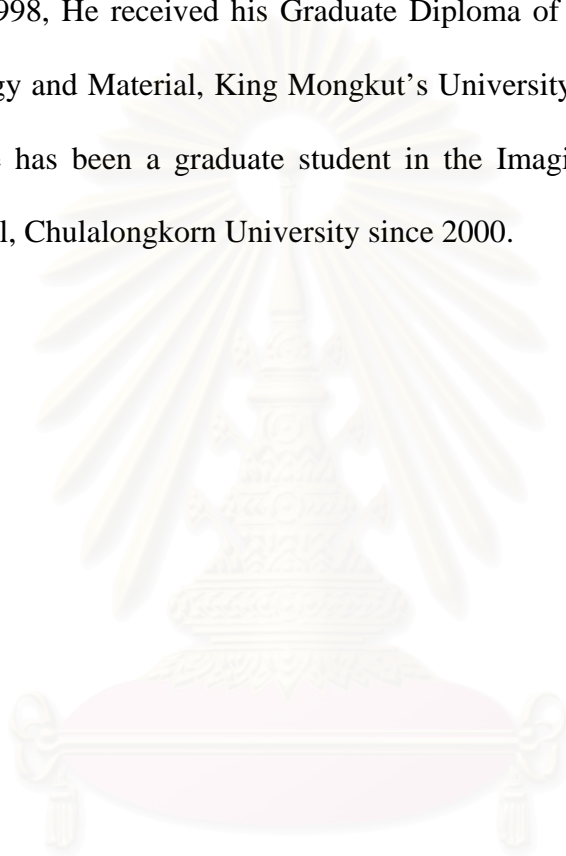 998, He received his Graduate Diploma of
gy and Material, King Mongkut's University
has been a graduate student in the Imagi
l, Chulalongkorn University since 2000.